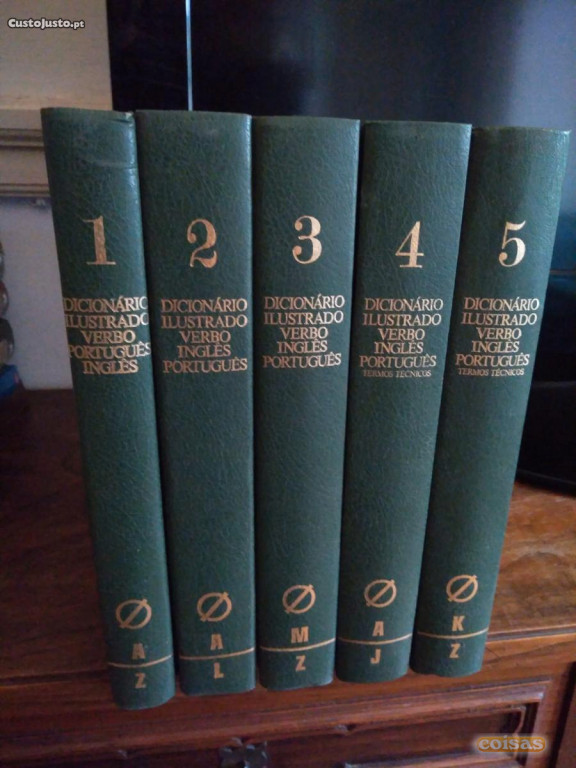 CustoJusto.pt
1
DICIONÁRIO
ILUSTRADO
VERBO
PORTUGUÊS
INGLÊS
A
Z
2
DICIONÁRIO
ILUSTRADO
VERBO
INGLÊS
PORTUGUÊS
A
L
3
DICIONÁRIO
ILUSTRADO
VERBO
INGLÊS
PORTUGUÊS
M
Z
4
DICIONÁRIO
ILUSTRADO
VERBO
INGLÊS
PORTUGUÊS
TERMOS TÉCNICOS
A
J
5
DICIONÁRIO
ILUSTRADO
VERBO
INGLÊS
PORTUGUÊS
TERMOS TÉCNICOS
K
Z
coisas